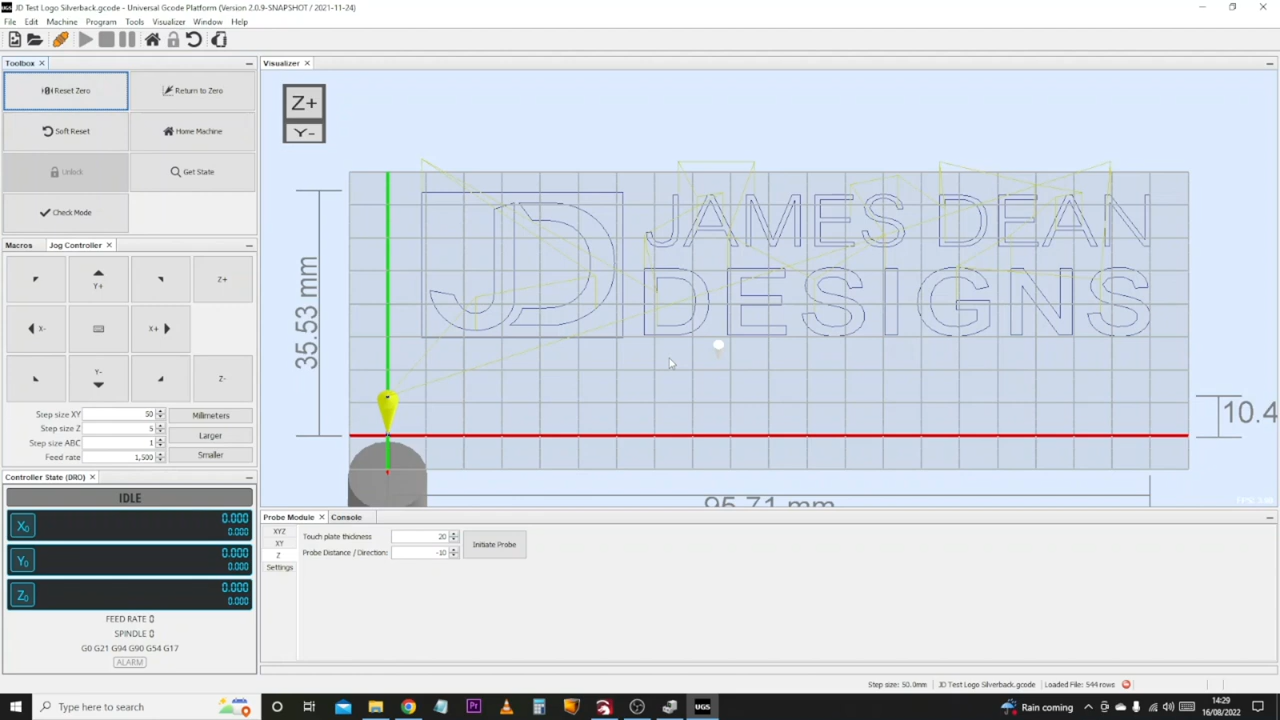 JD Test Logo Silverback.gcode - Universal Gcode Platform (Version 2.0.9-SNAPSHOT / 2021-11-24)
File Edit Machine Program Tools Visualizer Window Help
Toolbox
Reset Zero
Return to Zero
Soft Reset
Home Machine
Unlock
Get State
Check Mode
Macros
Jog Controller
Y+
Z+
X-
X+
Y-
Z-
Step size XY 50 Milimeters
Step size Z 5
Step size ABC 1 Larger
Feed rate 1,500 Smaller
Controller State (DRO)
IDLE
X0 0.000
0.000
Y0 0.000
0.000
Z0 0.000
0.000
FEED RATE 0
SPINDLE 0
G0 G21 G94 G90 G54 G17
ALARM
Visualizer
Z+
Y-
35.53 mm
JD
JAMES DEAN
DESIGNS
10.4
95.71 mm
Probe Module
Console
XYZ
XY
Z
Settings
Touch plate thickness 20
Probe Distance / Direction: -10
Initiate Probe
Step size: 50.0mm JD Test Logo Silverback.gcode Loaded File: 544 rows
Type here to search
Pr
UGS
Rain coming
14:29
16/08/2022